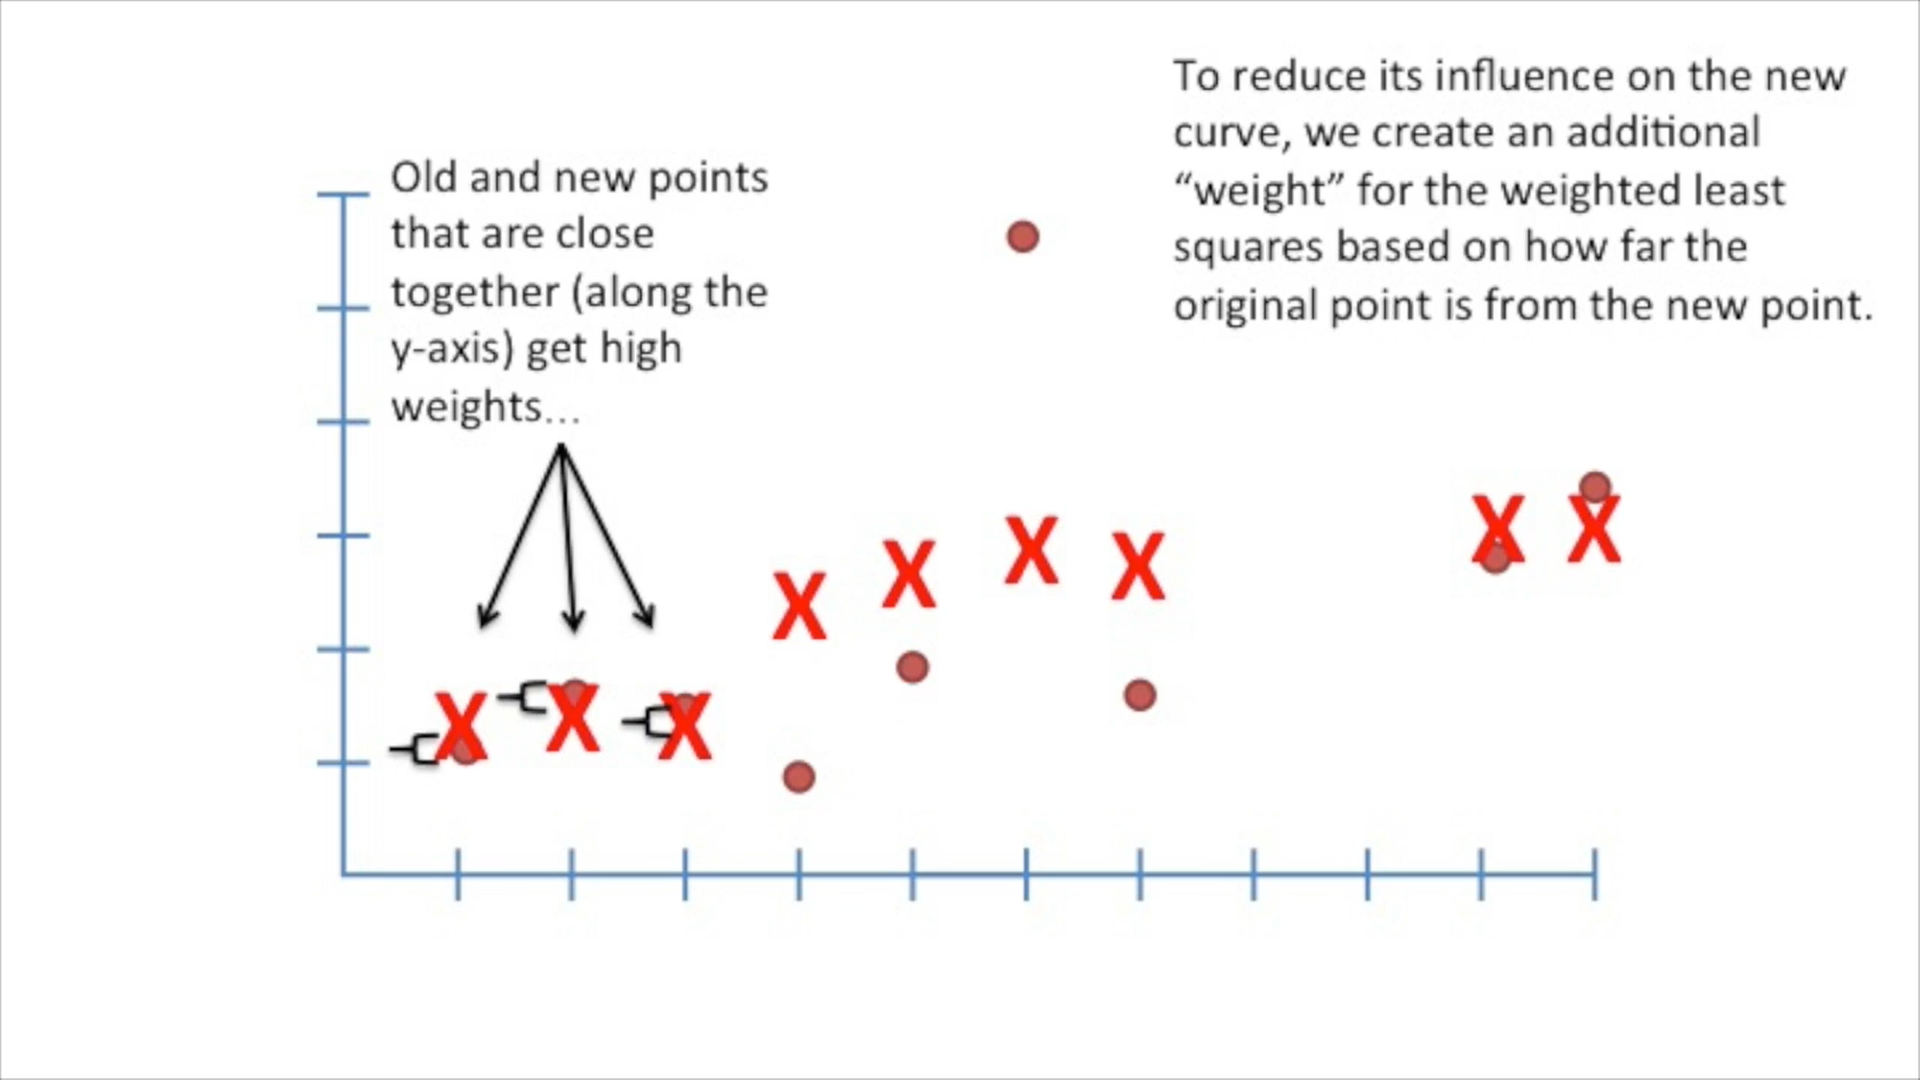 Old and new points
that are close
together (along the
y-axis) get high
weights...
To reduce its influence on the new
curve, we create an additional
“weight” for the weighted least
squares based on how far the
original point is from the new point.
X
X
X
X
X
X
X
X
X